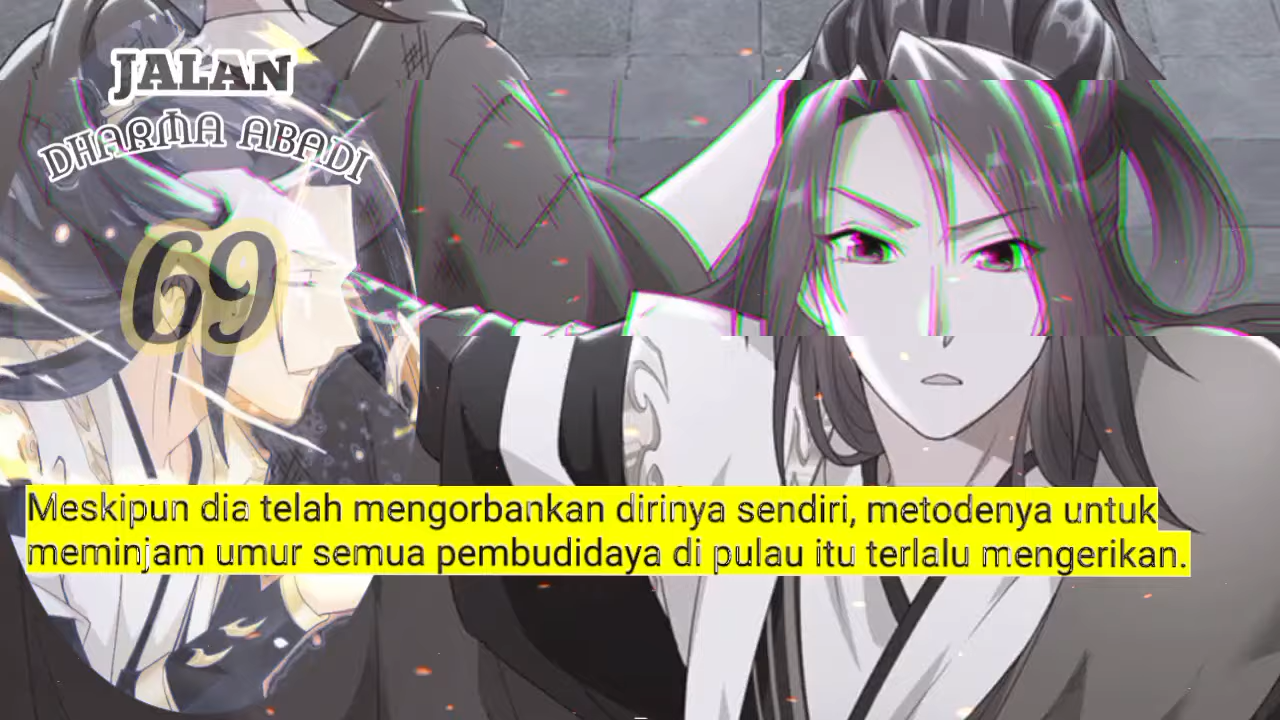 JALAN
DHARMA ABADI
69
Meskipun dia telah mengorbankan dirinya sendiri, metodenya untuk
meminjam umur semua pembudidaya di pulau itu terlalu mengerikan.